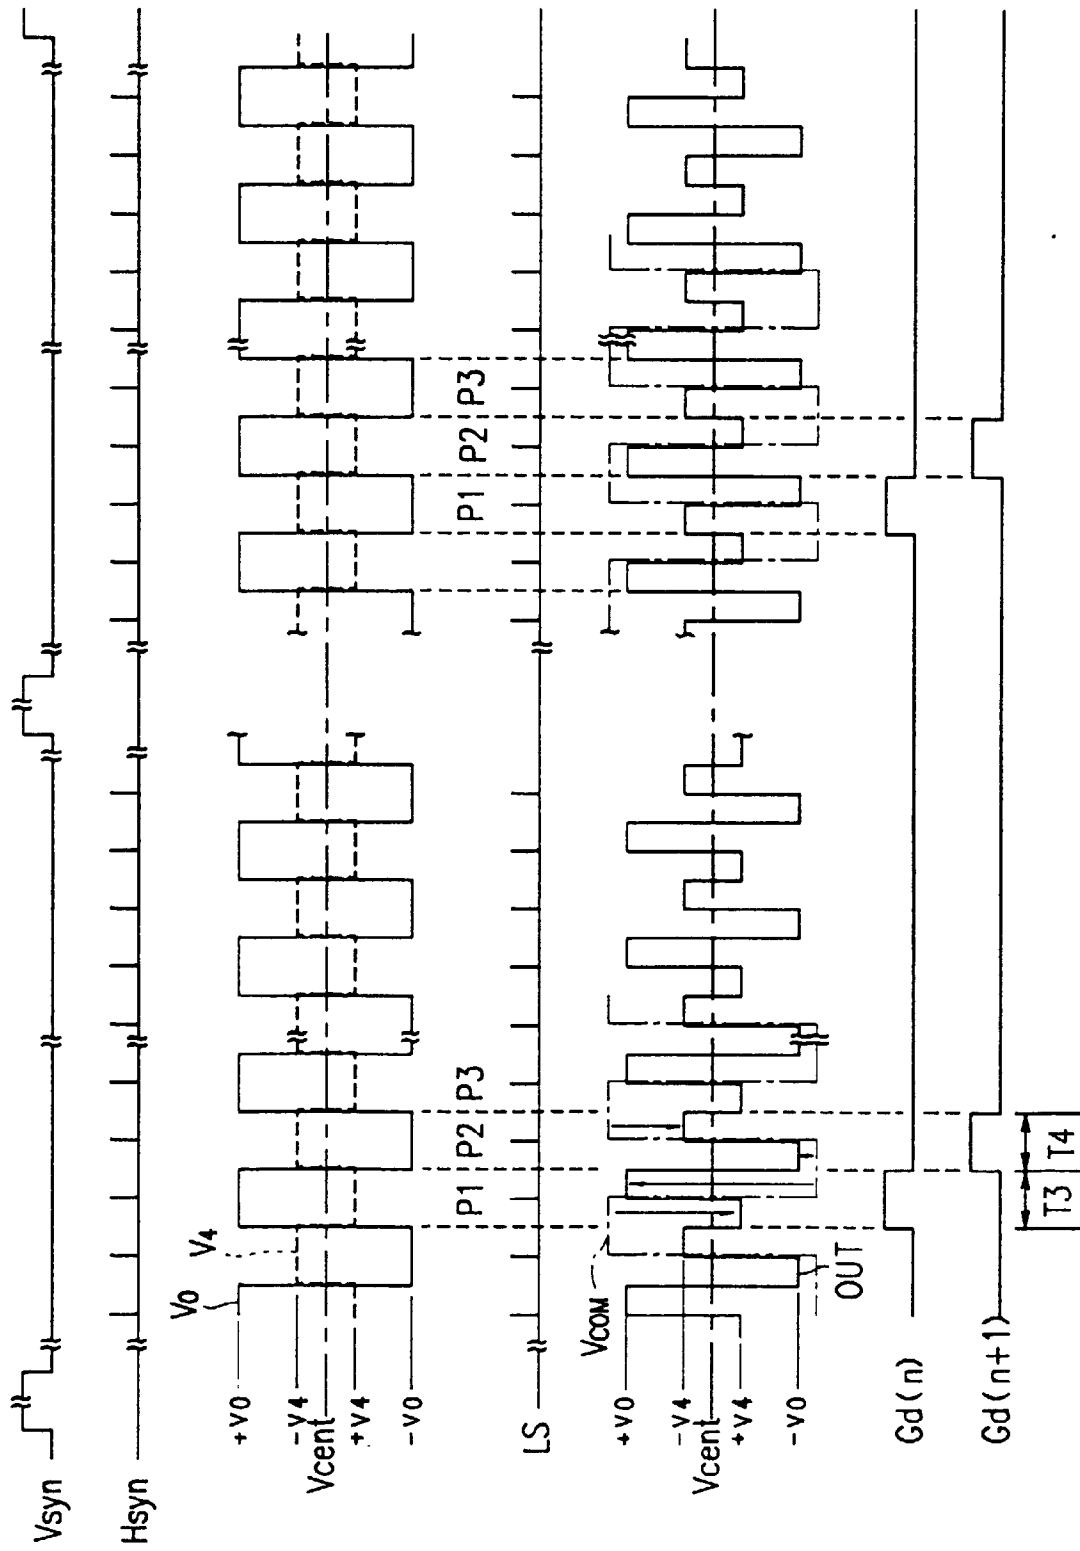 Vsyn
Hsyn
V0
V4
+V0
-V4
Vcent
+V4
-V0
P1 P2 P3
P1 P2 P3
LS
VCOM
+V0
-V4
Vcent
+V4
-V0
OUT
Gd(n)
Gd(n+1)
T3 T4